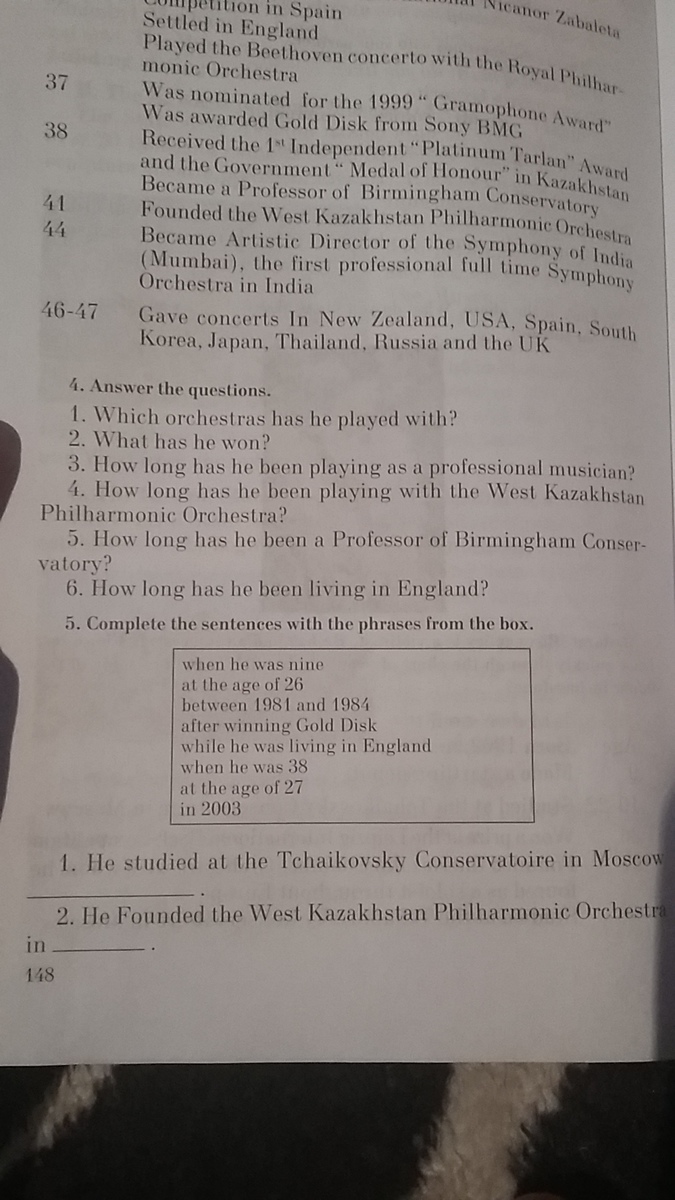 Nicanor Zabaleta
Competition in Spain
Settled in England
Played the Beethoven concerto with the Royal Philhar-
monic Orchestra
37 Was nominated for the 1999 “ Gramophone Award”
Was awarded Gold Disk from Sony BMG
38 Received the 1st Independent “Platinum Tarlan” Award
and the Government “ Medal of Honour” in Kazakhstan
Became a Professor of Birmingham Conservatory
41 Founded the West Kazakhstan Philharmonic Orchestra
44 Became Artistic Director of the Symphony of India
(Mumbai), the first professional full time Symphony
Orchestra in India
46-47 Gave concerts In New Zealand, USA, Spain, South
Korea, Japan, Thailand, Russia and the UK
4. Answer the questions.
1. Which orchestras has he played with?
2. What has he won?
3. How long has he been playing as a professional musician?
4. How long has he been playing with the West Kazakhstan
Philharmonic Orchestra?
5. How long has he been a Professor of Birmingham Conser-
vatory?
6. How long has he been living in England?
5. Complete the sentences with the phrases from the box.
when he was nine
at the age of 26
between 1981 and 1984
after winning Gold Disk
while he was living in England
when he was 38
at the age of 27
in 2003
1. He studied at the Tchaikovsky Conservatoire in Moscow
__________________ .
2. He Founded the West Kazakhstan Philharmonic Orchestra
in __________ .
148